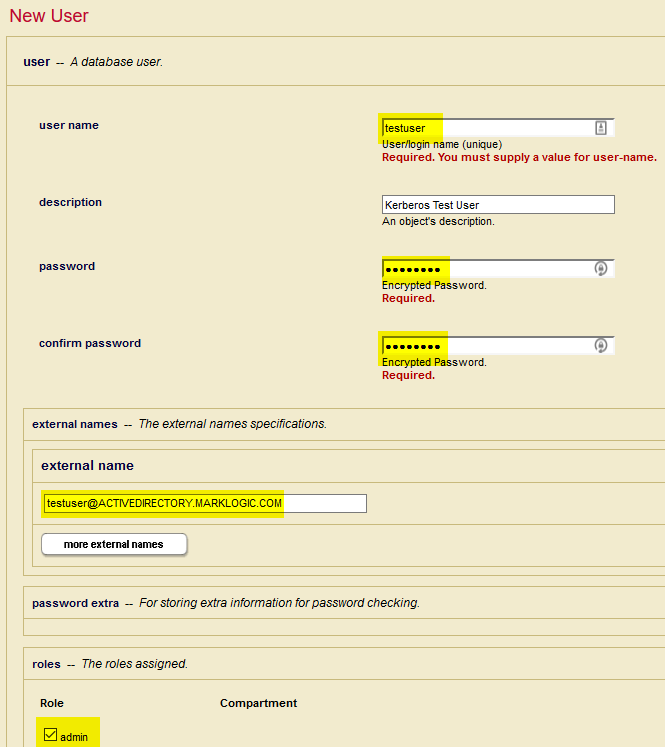 New User
user -- A database user.
user name
testuser
User/login name (unique)
Required. You must supply a value for user-name.
description
Kerberos Test User
An object's description.
password
●●●●●●●●
Encrypted Password.
Required.
confirm password
●●●●●●●●
Encrypted Password.
Required.
external names -- The external names specifications.
external name
testuser@ACTIVEDIRECTORY.MARKLOGIC.COM
more external names
password extra -- For storing extra information for password checking.
roles -- The roles assigned.
Role Compartment
admin